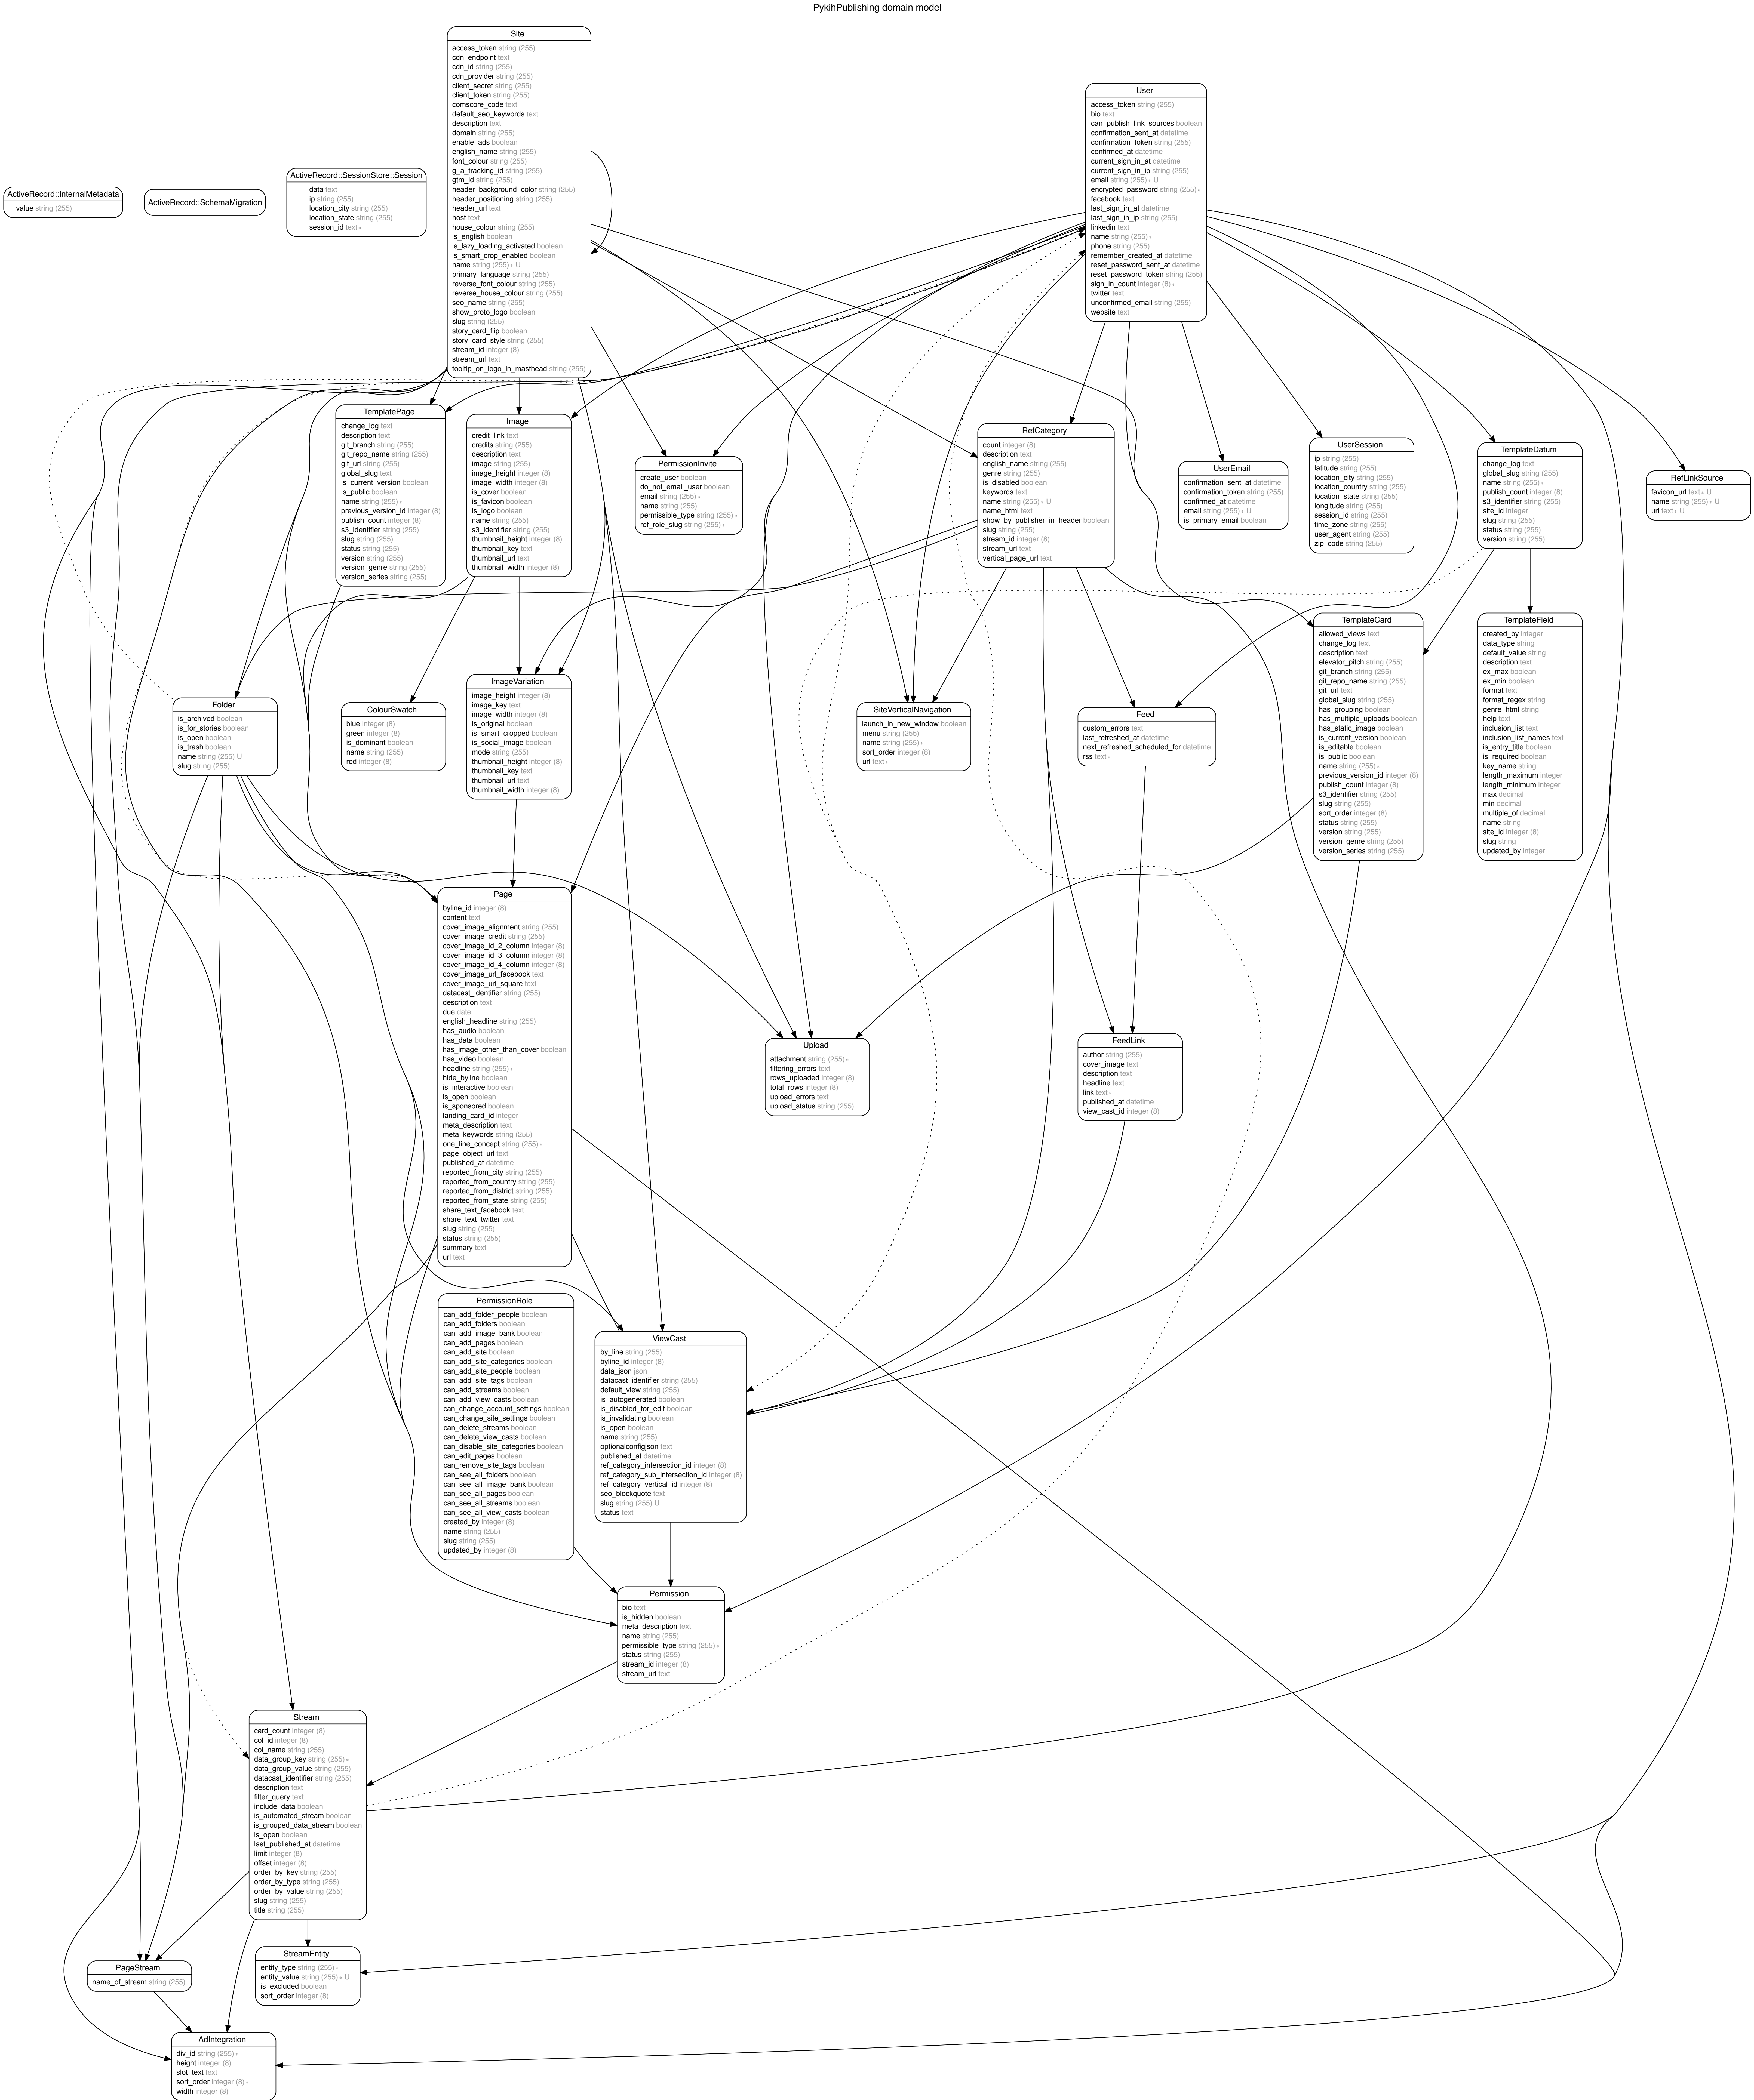 PykihPublishing domain model
Site
access_token string (255)
cdn_endpoint text
cdn_id string (255)
cdn_provider string (255)
client_secret string (255)
client_token string (255)
comscore_code text
default_seo_keywords text
description text
domain string (255)
enable_ads boolean
english_name string (255)
font_colour string (255)
g_a_tracking_id string (255)
gtm_id string (255)
header_background_color string (255)
header_positioning string (255)
header_url text
host text
house_colour string (255)
is_english boolean
is_lazy_loading_activated boolean
is_smart_crop_enabled boolean
name string (255) ∗ U
primary_language string (255)
reverse_font_colour string (255)
reverse_house_colour string (255)
seo_name string (255)
show_proto_logo boolean
slug string (255)
story_card_flip boolean
story_card_style string (255)
stream_id integer (8)
stream_url text
tooltip_on_logo_in_masthead string (255)
User
access_token string (255)
bio text
can_publish_link_sources boolean
confirmation_sent_at datetime
confirmation_token string (255)
confirmed_at datetime
current_sign_in_at datetime
current_sign_in_ip string (255)
email string (255) ∗ U
encrypted_password string (255) ∗
facebook text
last_sign_in_at datetime
last_sign_in_ip string (255)
linkedin text
name string (255) ∗
phone string (255)
remember_created_at datetime
reset_password_sent_at datetime
reset_password_token string (255)
sign_in_count integer (8) ∗
twitter text
unconfirmed_email string (255)
website text
ActiveRecord::InternalMetadata
value string (255)
ActiveRecord::SchemaMigration
ActiveRecord::SessionStore::Session
data text
ip string (255)
location_city string (255)
location_state string (255)
session_id text ∗
TemplatePage
change_log text
description text
git_branch string (255)
git_repo_name string (255)
git_url string (255)
global_slug text
is_current_version boolean
is_public boolean
name string (255) ∗
previous_version_id integer (8)
publish_count integer (8)
s3_identifier string (255)
slug string (255)
status string (255)
version string (255)
version_genre string (255)
version_series string (255)
Image
credit_link text
credits string (255)
description text
image string (255)
image_height integer (8)
image_width integer (8)
is_cover boolean
is_favicon boolean
is_logo boolean
name string (255)
s3_identifier string (255)
thumbnail_height integer (8)
thumbnail_key text
thumbnail_url text
thumbnail_width integer (8)
PermissionInvite
create_user boolean
do_not_email_user boolean
email string (255) ∗
name string (255)
permissible_type string (255) ∗
ref_role_slug string (255) ∗
RefCategory
count integer (8)
description text
english_name string (255)
genre string (255)
is_disabled boolean
keywords text
name string (255) ∗ U
name_html text
show_by_publisher_in_header boolean
slug string (255)
stream_id integer (8)
stream_url text
vertical_page_url text
UserEmail
confirmation_sent_at datetime
confirmation_token string (255)
confirmed_at datetime
email string (255) ∗ U
is_primary_email boolean
UserSession
ip string (255)
latitude string (255)
location_city string (255)
location_country string (255)
location_state string (255)
longitude string (255)
session_id string (255)
time_zone string (255)
user_agent string (255)
zip_code string (255)
TemplateDatum
change_log text
global_slug string (255)
name string (255) ∗
publish_count integer (8)
s3_identifier string (255)
site_id integer
slug string (255)
status string (255)
version string (255)
RefLinkSource
favicon_url text ∗ U
name string (255) ∗ U
url text ∗ U
Folder
is_archived boolean
is_for_stories boolean
is_open boolean
is_trash boolean
name string (255) U
slug string (255)
ColourSwatch
blue integer (8)
green integer (8)
is_dominant boolean
name string (255)
red integer (8)
ImageVariation
image_height integer (8)
image_key text
image_width integer (8)
is_original boolean
is_smart_cropped boolean
is_social_image boolean
mode string (255)
thumbnail_height integer (8)
thumbnail_key text
thumbnail_url text
thumbnail_width integer (8)
SiteVerticalNavigation
launch_in_new_window boolean
menu string (255)
name string (255) ∗
sort_order integer (8)
url text ∗
Feed
custom_errors text
last_refreshed_at datetime
next_refreshed_scheduled_for datetime
rss text ∗
TemplateCard
allowed_views text
change_log text
description text
elevator_pitch string (255)
git_branch string (255)
git_repo_name string (255)
git_url text
global_slug string (255)
has_grouping boolean
has_multiple_uploads boolean
has_static_image boolean
is_current_version boolean
is_editable boolean
is_public boolean
name string (255) ∗
previous_version_id integer (8)
publish_count integer (8)
s3_identifier string (255)
slug string (255)
sort_order integer (8)
status string (255)
version string (255)
version_genre string (255)
version_series string (255)
TemplateField
created_by integer
data_type string
default_value string
description text
ex_max boolean
ex_min boolean
format text
format_regex string
genre_html string
help text
inclusion_list text
inclusion_list_names text
is_entry_title boolean
is_required boolean
key_name string
length_maximum integer
length_minimum integer
max decimal
min decimal
multiple_of decimal
name string
site_id integer (8)
slug string
updated_by integer
Page
byline_id integer (8)
content text
cover_image_alignment string (255)
cover_image_credit string (255)
cover_image_id_2_column integer (8)
cover_image_id_3_column integer (8)
cover_image_id_4_column integer (8)
cover_image_url_facebook text
cover_image_url_square text
datacast_identifier string (255)
description text
due date
english_headline string (255)
has_audio boolean
has_data boolean
has_image_other_than_cover boolean
has_video boolean
headline string (255) ∗
hide_byline boolean
is_interactive boolean
is_open boolean
is_sponsored boolean
landing_card_id integer
meta_description text
meta_keywords string (255)
one_line_concept string (255) ∗
page_object_url text
published_at datetime
reported_from_city string (255)
reported_from_country string (255)
reported_from_district string (255)
reported_from_state string (255)
share_text_facebook text
share_text_twitter text
slug string (255)
status string (255)
summary text
url text
Upload
attachment string (255) ∗
filtering_errors text
rows_uploaded integer (8)
total_rows integer (8)
upload_errors text
upload_status string (255)
FeedLink
author string (255)
cover_image text
description text
headline text
link text ∗
published_at datetime
view_cast_id integer (8)
PermissionRole
can_add_folder_people boolean
can_add_folders boolean
can_add_image_bank boolean
can_add_pages boolean
can_add_site boolean
can_add_site_categories boolean
can_add_site_people boolean
can_add_site_tags boolean
can_add_streams boolean
can_add_view_casts boolean
can_change_account_settings boolean
can_change_site_settings boolean
can_delete_streams boolean
can_delete_view_casts boolean
can_disable_site_categories boolean
can_edit_pages boolean
can_remove_site_tags boolean
can_see_all_folders boolean
can_see_all_image_bank boolean
can_see_all_pages boolean
can_see_all_streams boolean
can_see_all_view_casts boolean
created_by integer (8)
name string (255)
slug string (255)
updated_by integer (8)
ViewCast
by_line string (255)
byline_id integer (8)
data_json json
datacast_identifier string (255)
default_view string (255)
is_autogenerated boolean
is_disabled_for_edit boolean
is_invalidating boolean
is_open boolean
name string (255)
optionalconfigjson text
published_at datetime
ref_category_intersection_id integer (8)
ref_category_sub_intersection_id integer (8)
ref_category_vertical_id integer (8)
seo_blockquote text
slug string (255) U
status text
Permission
bio text
is_hidden boolean
meta_description text
name string (255)
permissible_type string (255) ∗
status string (255)
stream_id integer (8)
stream_url text
Stream
card_count integer (8)
col_id integer (8)
col_name string (255)
data_group_key string (255) ∗
data_group_value string (255)
datacast_identifier string (255)
description text
filter_query text
include_data boolean
is_automated_stream boolean
is_grouped_data_stream boolean
is_open boolean
last_published_at datetime
limit integer (8)
offset integer (8)
order_by_key string (255)
order_by_type string (255)
order_by_value string (255)
slug string (255)
title string (255)
PageStream
name_of_stream string (255)
StreamEntity
entity_type string (255) ∗
entity_value string (255) ∗ U
is_excluded boolean
sort_order integer (8)
AdIntegration
div_id string (255) ∗
height integer (8)
slot_text text
sort_order integer (8) ∗
width integer (8)